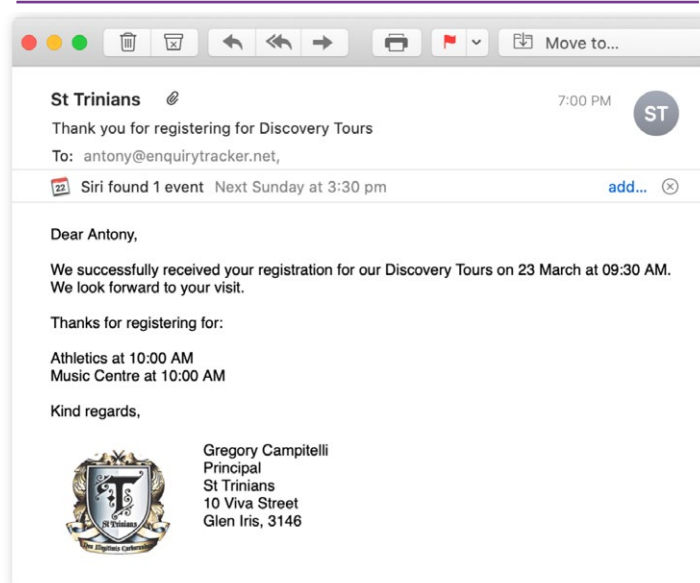 Move to...
St Trinians
7:00 PM
ST
Thank you for registering for Discovery Tours
To: antony@enquirytracker.net,
22
Siri found 1 event Next Sunday at 3:30 pm
add...
Dear Antony,
We successfully received your registration for our Discovery Tours on 23 March at 09:30 AM.
We look forward to your visit.
Thanks for registering for:
Athletics at 10:00 AM
Music Centre at 10:00 AM
Kind regards,
Gregory Campitelli
Principal
St Trinians
10 Viva Street
Glen Iris, 3146
T
St Trinians